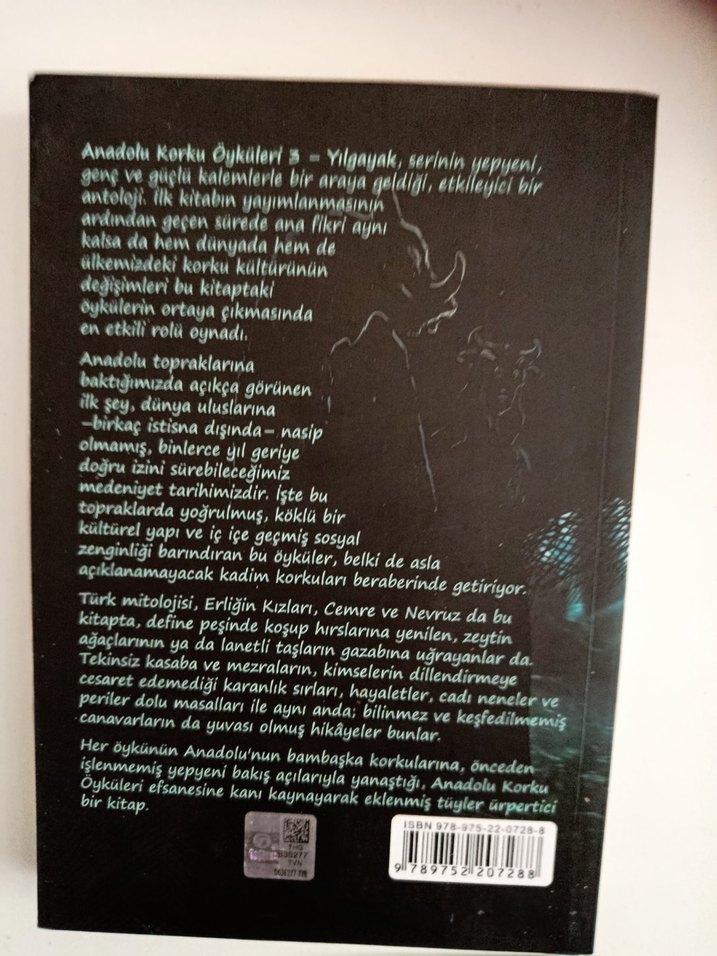 Anadolu Korku Öyküleri 3 – Yılgayak, serinin yepyeni,
genç ve güçlü kalemlerle bir araya geldiği, etkileyici bir
antoloji. İlk kitabın yayımlanmasının
ardından geçen sürede ana fikri aynı
kalsa da hem dünyada hem de
ülkemizdeki korku kültürünün
değişimleri bu kitaptaki
öykülerin ortaya çıkmasında
en etkili rolü oynadı.
Anadolu topraklarına
baktığımızda açıkça görünen
ilk şey, dünya uluslarına
–birkaç istisna dışında– nasip
olmamış, binlerce yıl geriye
doğru izini sürebileceğimiz
medeniyet tarihimizdir. İşte bu
topraklarda yoğrulmuş, köklü bir
kültürel yapı ve iç içe geçmiş sosyal
zenginliği barındıran bu öyküler, belki de asla
açıklanamayacak kadim korkuları beraberinde getiriyor.
Türk mitolojisi, Erliğin Kızları, Cemre ve Nevruz da bu
kitapta, define peşinde koşup hırslarına yenilen, zeytin
ağaçlarının ya da lanetli taşların gazabına uğrayanlar da.
Tekinsiz kasaba ve mezraların, kimselerin dillendirmeye
cesaret edemediği karanlık sırları, hayaletler, cadı neneler ve
periler dolu masalları ile aynı anda; bilinmez ve keşfedilmemiş
canavarların da yuvası olmuş hikâyeler bunlar.
Her öykünün Anadolu'nun bambaşka korkularına, önceden
işlenmemiş yepyeni bakış açılarıyla yanaştığı, Anadolu Korku
Öyküleri efsanesine kanı kaynayarak eklenmiş tüyler ürpertici
bir kitap.
ISBN 978-975-22-0728-8
9 789752 207288